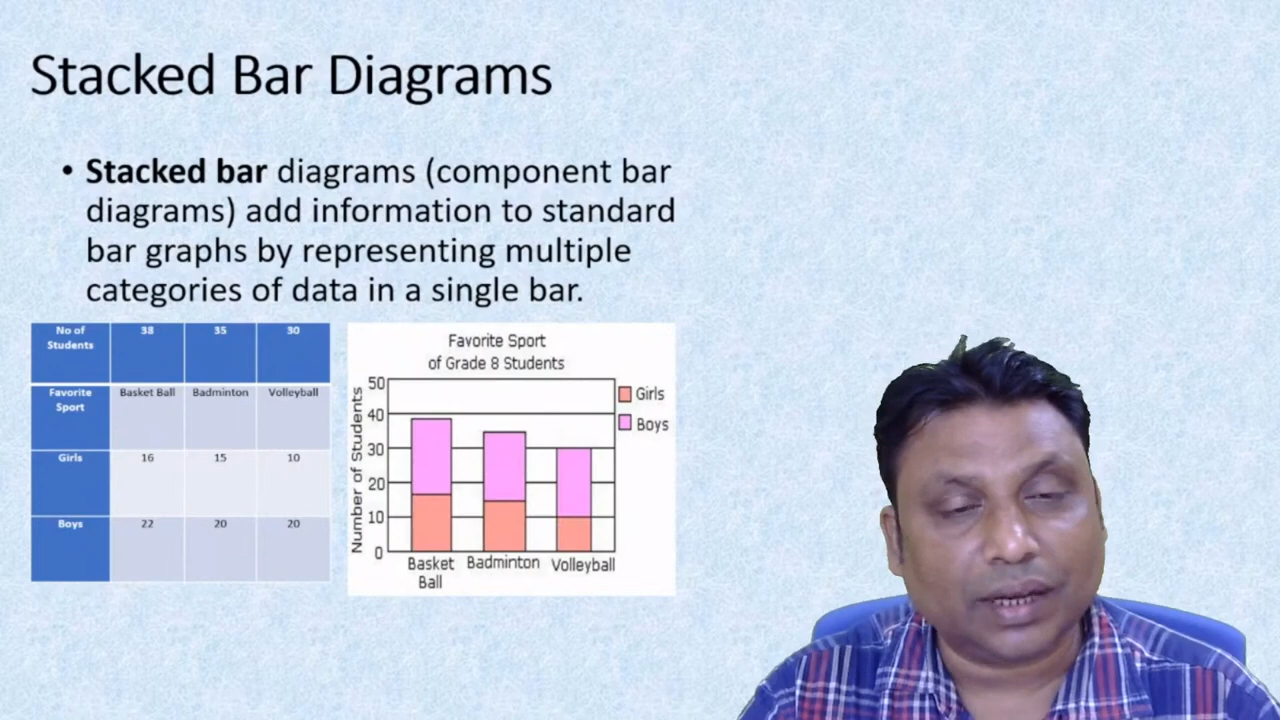 Stacked Bar Diagrams
• Stacked bar diagrams (component bar
diagrams) add information to standard
bar graphs by representing multiple
categories of data in a single bar.
No of
Students
38
35
30
Favorite
Sport
Basket Ball
Badminton
Volleyball
Girls
16
15
10
Boys
22
20
20
Favorite Sport
of Grade 8 Students
Number of Students
50
40
30
20
10
0
Basket
Ball
Badminton
Volleyball
Girls
Boys